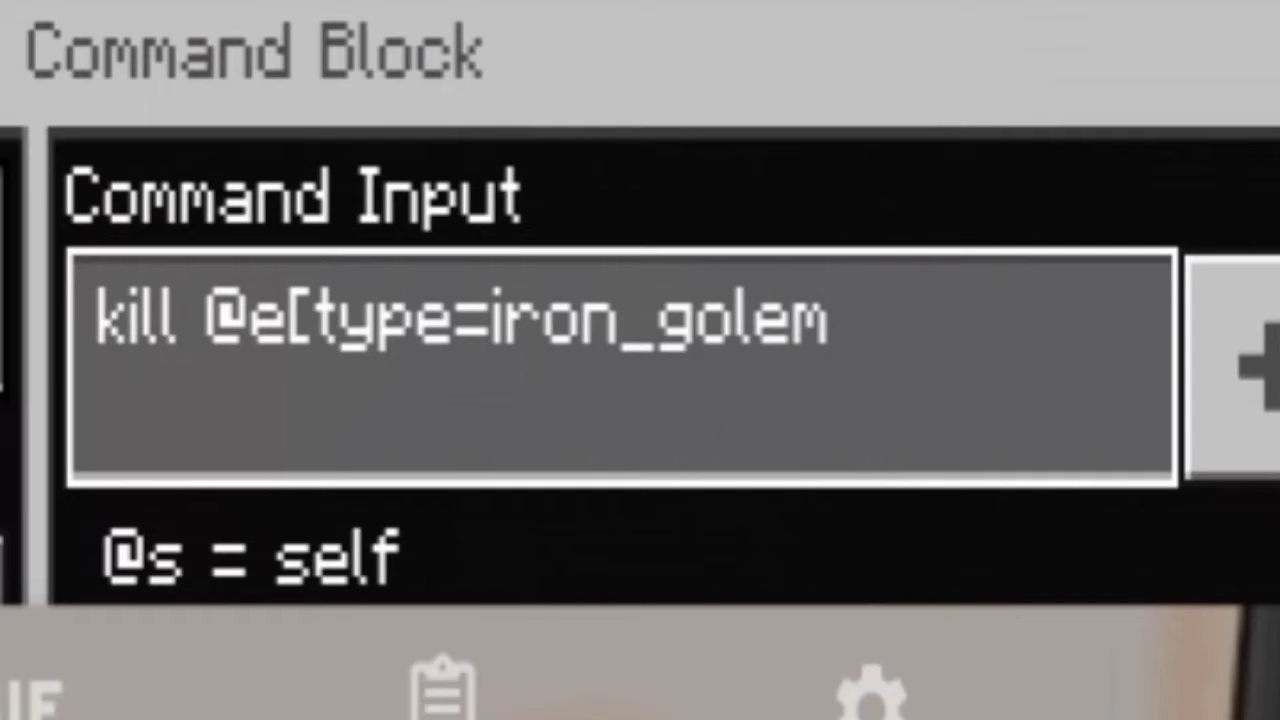 Command Block
Command Input
kill @e[type=iron_golem
@s = self